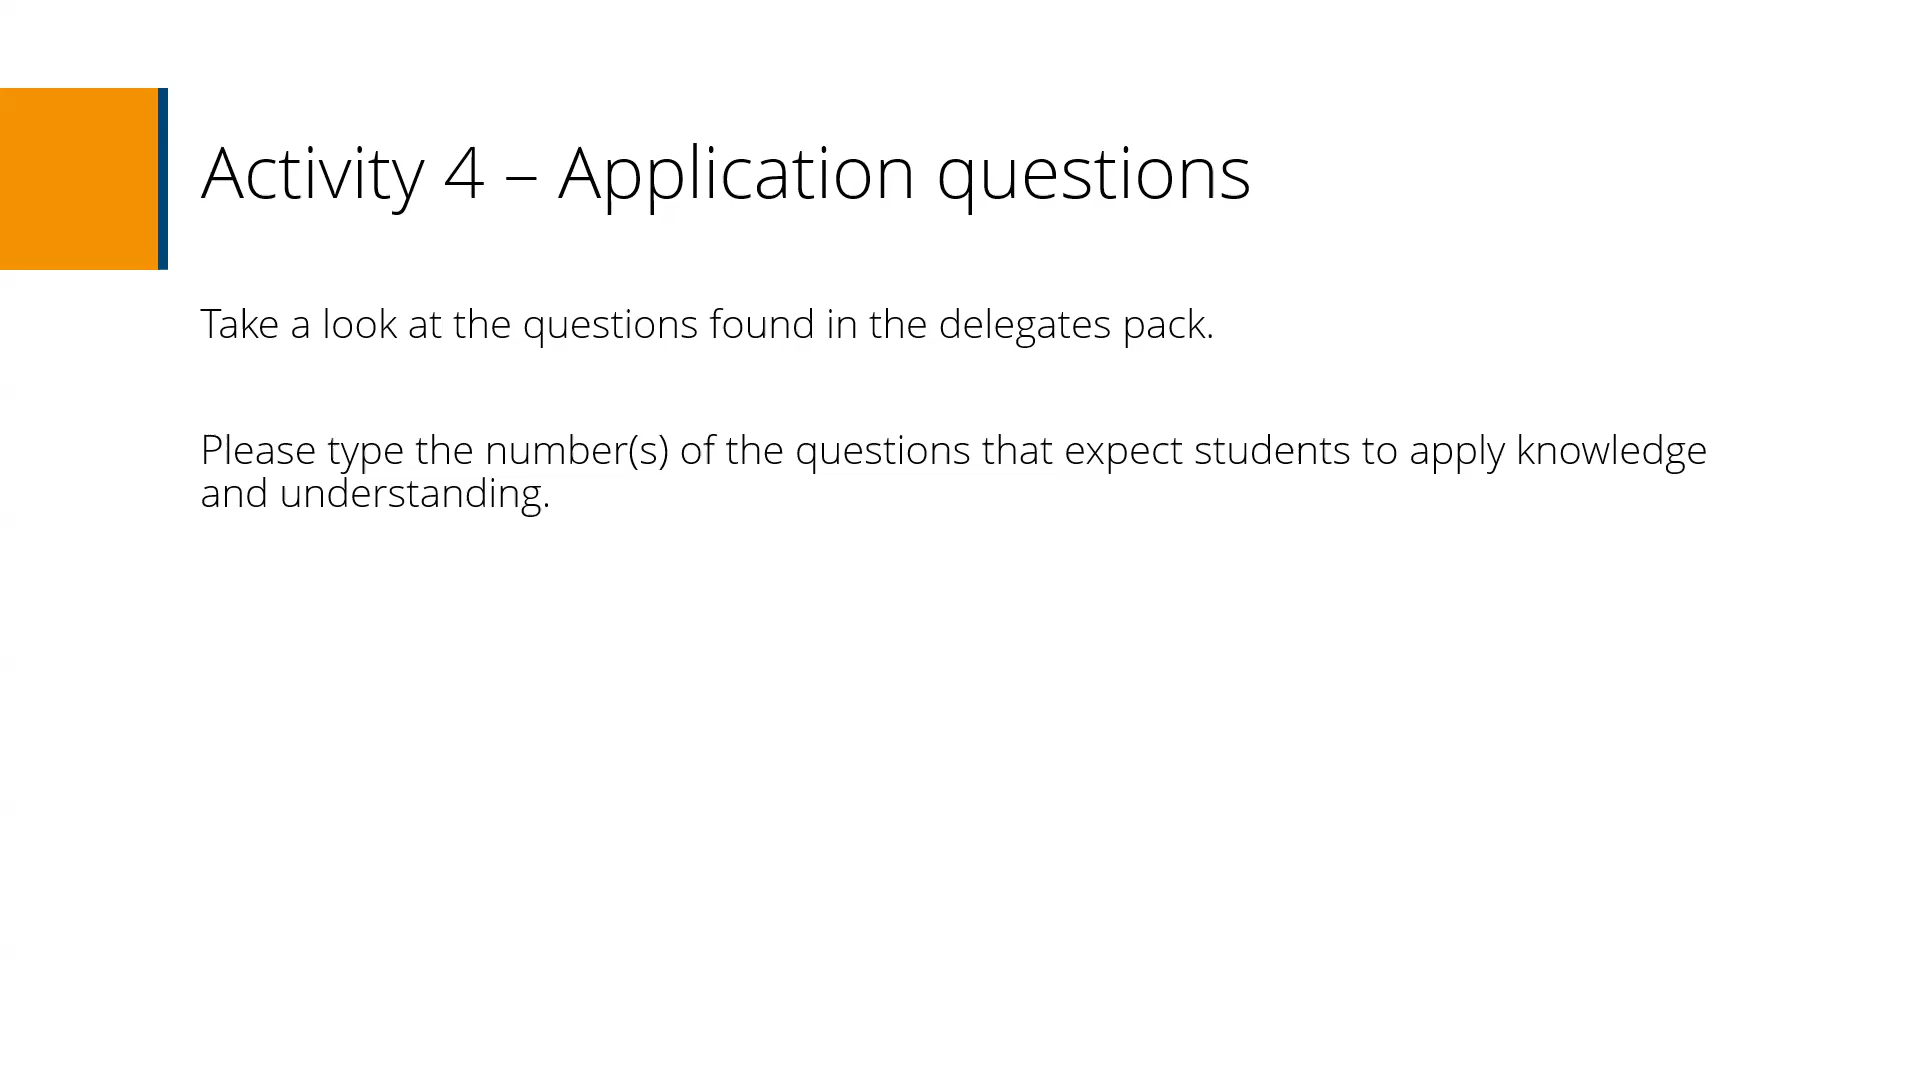 Activity 4 – Application questions
Take a look at the questions found in the delegates pack.
Please type the number(s) of the questions that expect students to apply knowledge
and understanding.